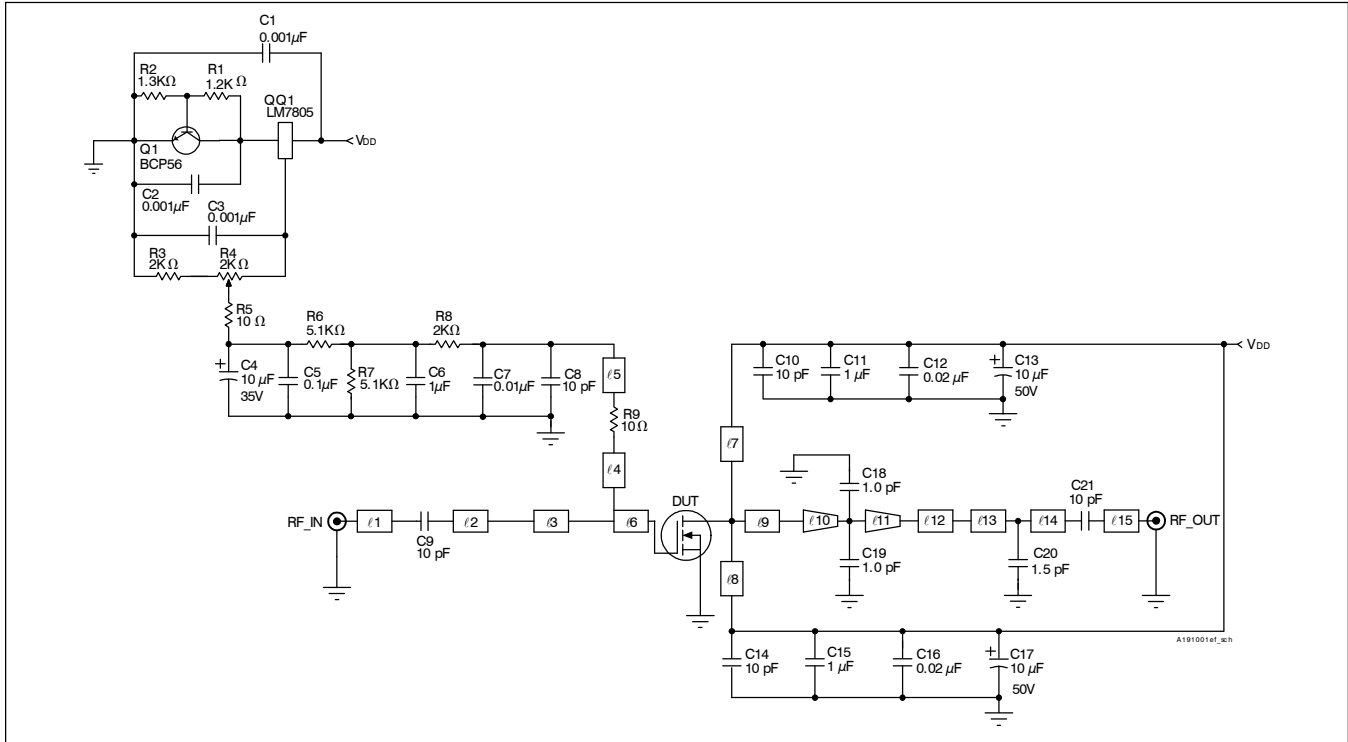 C1
0.001µF
R2
1.3KΩ
R1
1.2K Ω
QQ1
LM7805
VDD
Q1
BCP56
C2
0.001µF
C3
0.001µF
R3
2KΩ
R4
2KΩ
R5
10 Ω
R6
5.1KΩ
R8
2KΩ
+
C4
10 µF
35V
C5
0.1µF
R7
5.1KΩ
C6
1µF
C7
0.01µF
C8
10 pF
ℓ5
R9
10Ω
ℓ4
VDD
C10
10 pF
C11
1 µF
C12
0.02 µF
+
C13
10 µF
50V
ℓ7
RF_IN
ℓ1
C9
10 pF
ℓ2
ℓ3
ℓ6
DUT
ℓ9
ℓ10
C18
1.0 pF
C19
1.0 pF
ℓ11
ℓ12
ℓ13
C20
1.5 pF
ℓ14
C21
10 pF
ℓ15
RF_OUT
ℓ8
A191001ef_sch
C14
10 pF
C15
1 µF
C16
0.02 µF
+
C17
10 µF
50V